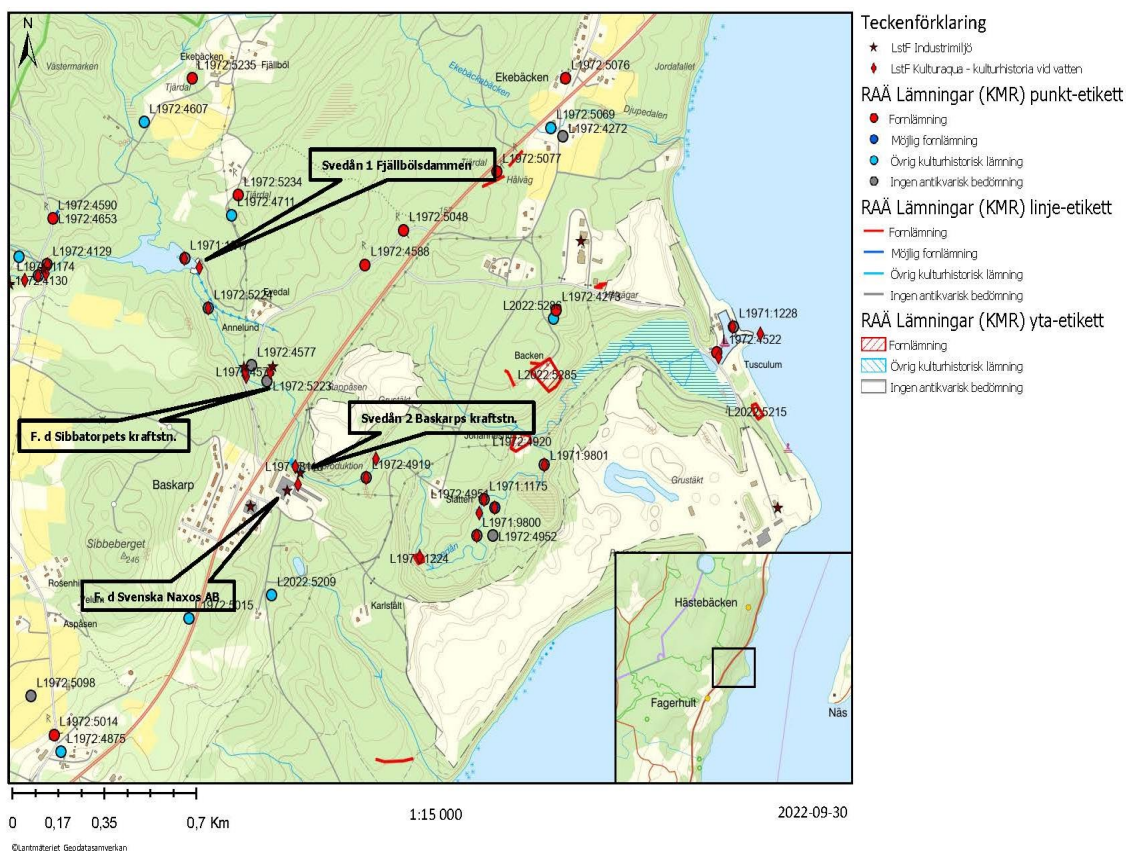 N
Västermarken
Ekebäcken
Fjällböl
L1972:5235
Tjärdal
L1972:4607
Ekebäcken
L1972:5076
Jordafallet
Ekebäckabäcken
Djupedalen
L1972:5069
L1972:4272
Svedån 1 Fjällbölsdammen
L1972:5077
Tjärdal
Hålväg
L1972:5234
Tjärdal
L1972:4711
L1972:4590
L1972:4653
L1972:5048
L1972:4129
L1972:4588
L1972:4130
L1972:5224
Annelund
L2022:5286
L1972:4273
L1971:1228
L1972:4522
Tusculum
L1972:4577
L1972:5223
Backen
L2022:5285
L2022:5215
Svedån 2 Baskarps kraftstn.
F. d Sibbatorpets kraftstn.
Grustäkt
L1972:4920
L1971:9801
L1972:4919
Baskarp
L1971:1175
L1972:4951
Slätten
Grustäkt
L1971:9800
L1972:4952
Sibbeberget
246
L1971:1224
F. d Svenska Naxos AB
L2022:5209
Karlstält
L1972:5015
Aspåsen
L1972:5098
L1972:5014
L1972:4875
Hästebäcken
Fagerhult
Näs
0 0,17 0,35 0,7 Km
1:15 000
2022-09-30
©Lantmäteriet Geodatasamverkan
Teckenförklaring
LstF Industrimiljö
LstF Kulturaqua - kulturhistoria vid vatten
RAÄ Lämningar (KMR) punkt-etikett
Fornlämning
Möjlig fornlämning
Övrig kulturhistorisk lämning
Ingen antikvarisk bedömning
RAÄ Lämningar (KMR) linje-etikett
Fornlämning
Möjlig fornlämning
Övrig kulturhistorisk lämning
Ingen antikvarisk bedömning
RAÄ Lämningar (KMR) yta-etikett
Fornlämning
Övrig kulturhistorisk lämning
Ingen antikvarisk bedömning